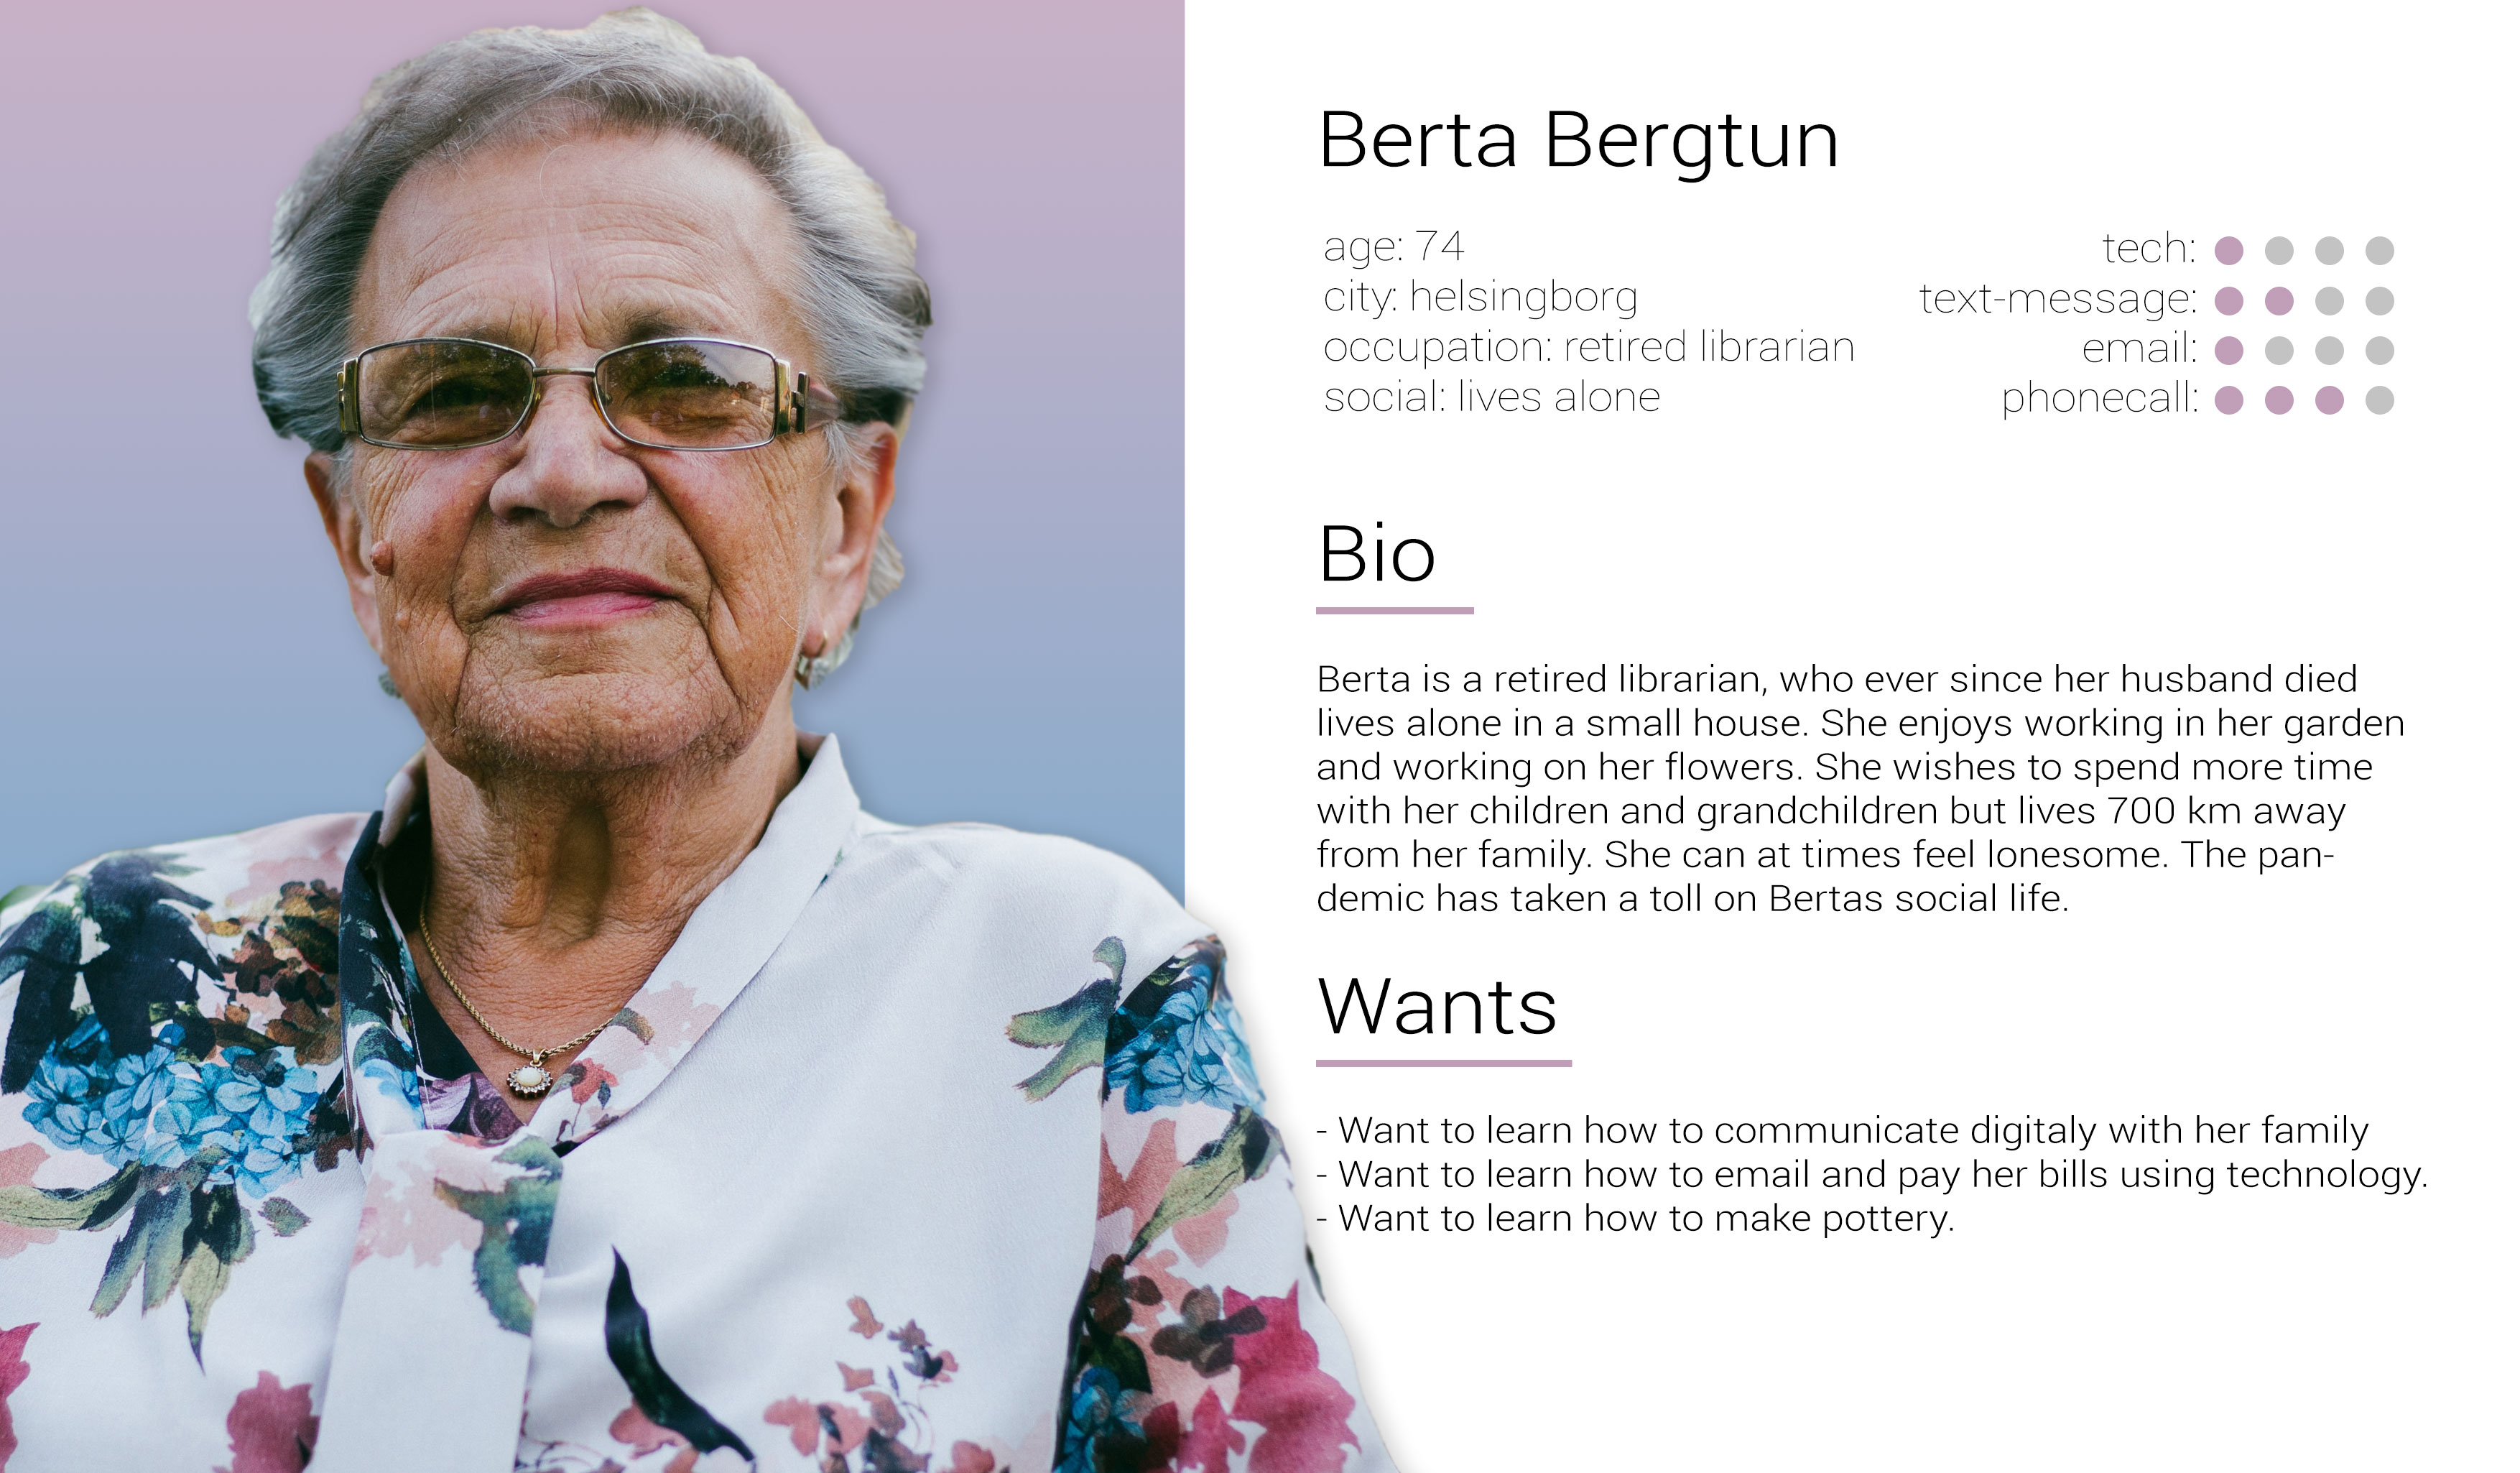 Berta Bergtun
age: 74
city: helsingborg
occupation: retired librarian
social: lives alone
tech:
text-message:
email:
phonecall:
Bio
Berta is a retired librarian, who ever since her husband died
lives alone in a small house. She enjoys working in her garden
and working on her flowers. She wishes to spend more time
with her children and grandchildren but lives 700 km away
from her family. She can at times feel lonesome. The pan-
demic has taken a toll on Bertas social life.
Wants
- Want to learn how to communicate digitaly with her family
- Want to learn how to email and pay her bills using technology.
- Want to learn how to make pottery.